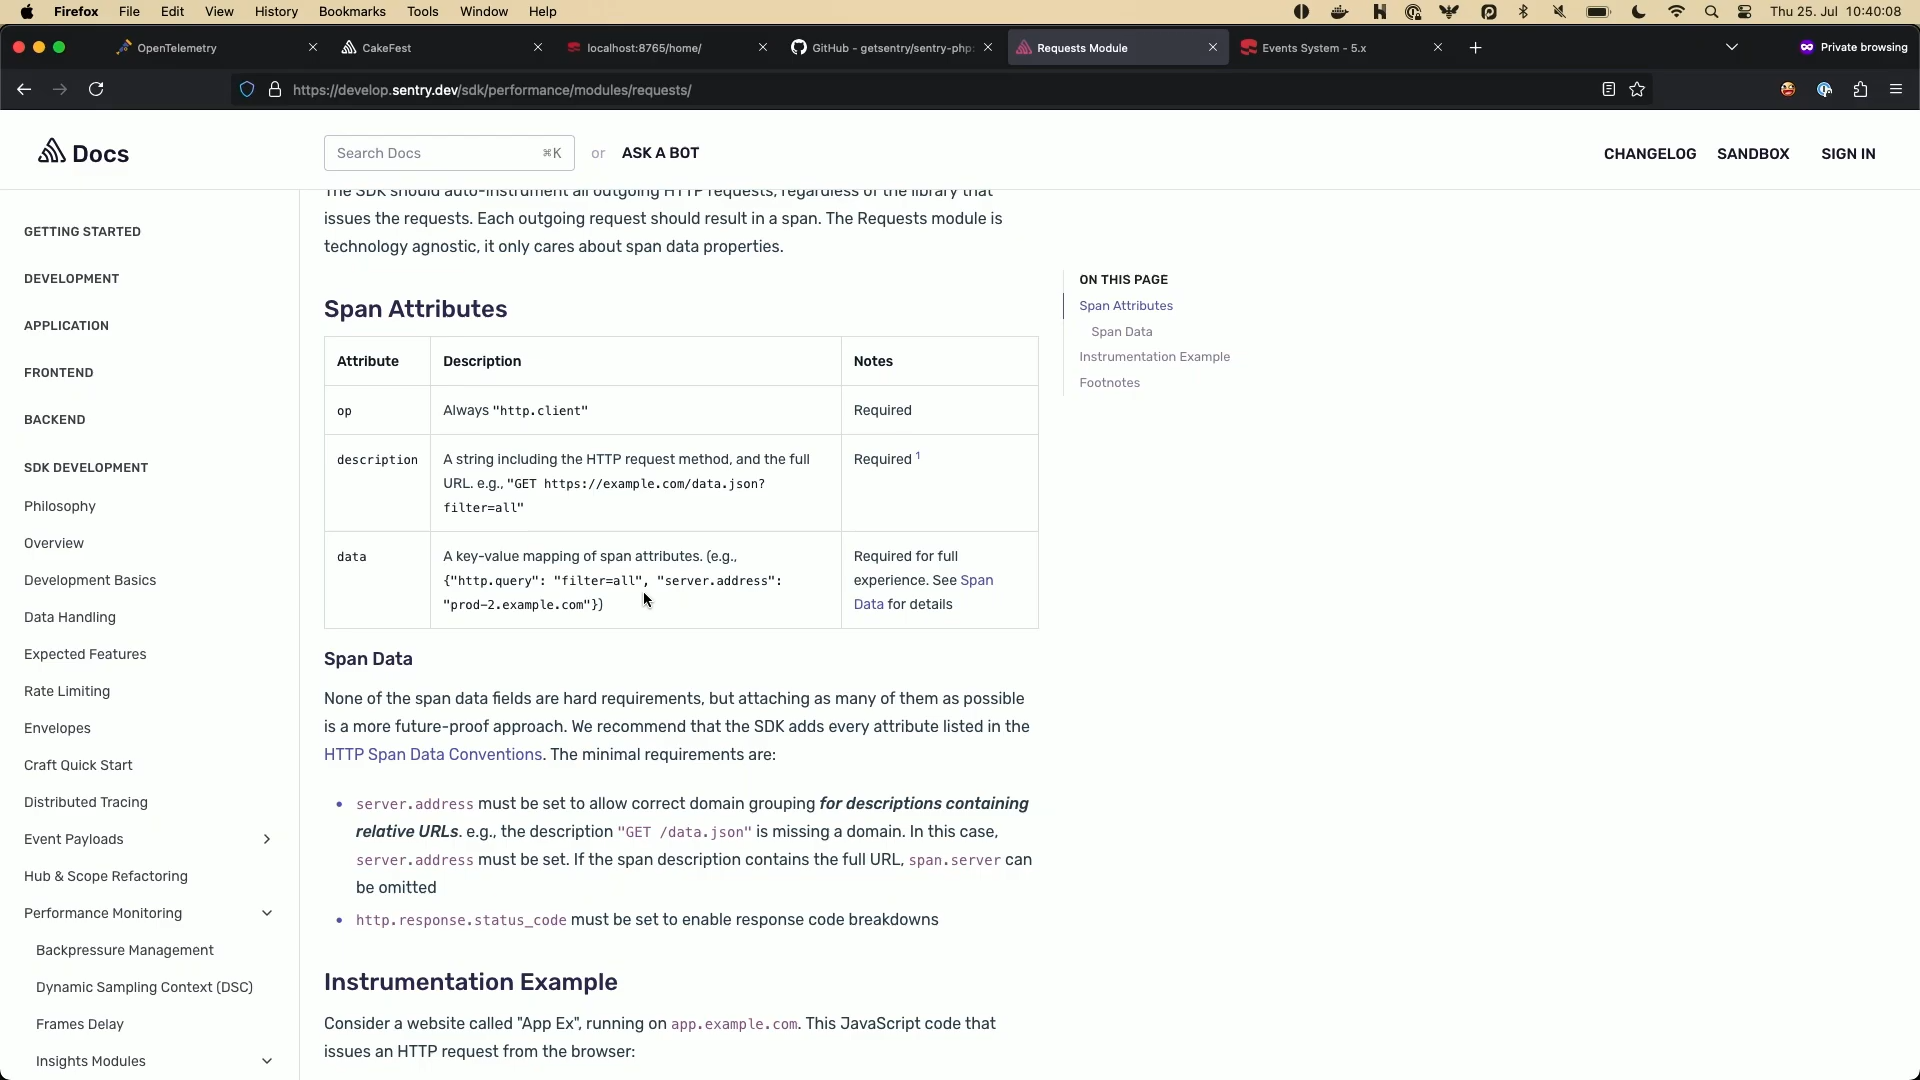 Firefox File Edit View History Bookmarks Tools Window Help
Thu 25. Jul 10:40:08
OpenTelemetry
CakeFest
localhost:8765/home/
GitHub - getsentry/sentry-php:
Requests Module
Events System - 5.x
Private browsing
https://develop.sentry.dev/sdk/performance/modules/requests/
Docs
Search Docs ⌘K or ASK A BOT
CHANGELOG SANDBOX SIGN IN
GETTING STARTED
DEVELOPMENT
APPLICATION
FRONTEND
BACKEND
SDK DEVELOPMENT
Philosophy
Overview
Development Basics
Data Handling
Expected Features
Rate Limiting
Envelopes
Craft Quick Start
Distributed Tracing
Event Payloads
Hub & Scope Refactoring
Performance Monitoring
Backpressure Management
Dynamic Sampling Context (DSC)
Frames Delay
Insights Modules
The SDK should auto-instrument all outgoing HTTP requests, regardless of the library that
issues the requests. Each outgoing request should result in a span. The Requests module is
technology agnostic, it only cares about span data properties.
Span Attributes
Attribute Description Notes
op Always "http.client" Required
description A string including the HTTP request method, and the full Required 1
URL. e.g., "GET https://example.com/data.json?
filter=all"
data A key-value mapping of span attributes. (e.g., Required for full
{"http.query": "filter=all", "server.address": experience. See Span
"prod-2.example.com"}) Data for details
Span Data
None of the span data fields are hard requirements, but attaching as many of them as possible
is a more future-proof approach. We recommend that the SDK adds every attribute listed in the
HTTP Span Data Conventions. The minimal requirements are:
• server.address must be set to allow correct domain grouping for descriptions containing
relative URLs. e.g., the description "GET /data.json" is missing a domain. In this case,
server.address must be set. If the span description contains the full URL, span.server can
be omitted
• http.response.status_code must be set to enable response code breakdowns
Instrumentation Example
Consider a website called "App Ex", running on app.example.com. This JavaScript code that
issues an HTTP request from the browser:
ON THIS PAGE
Span Attributes
Span Data
Instrumentation Example
Footnotes